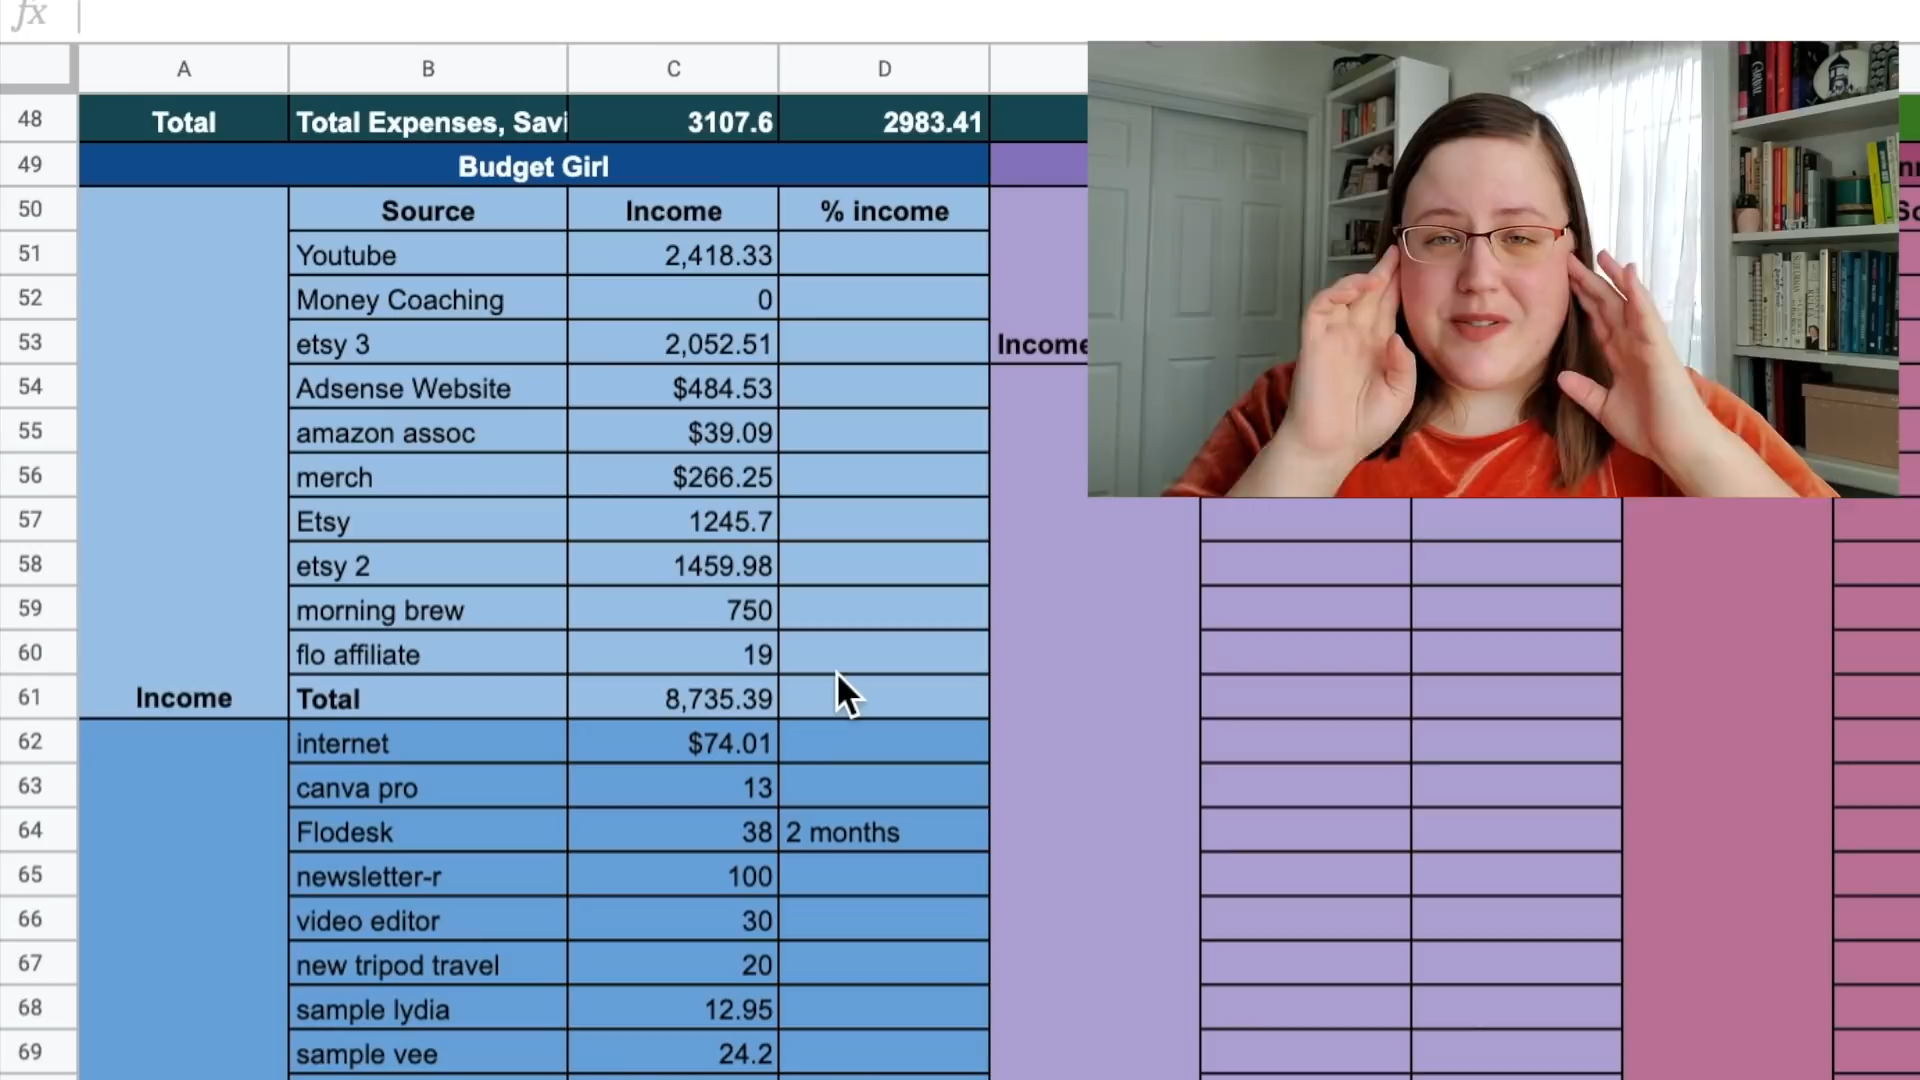 fx
A B C D
48 Total Total Expenses, Savi 3107.6 2983.41
49 Budget Girl
50 Source Income % income
51 Youtube 2,418.33
52 Money Coaching 0
53 etsy 3 2,052.51 Income
54 Adsense Website $484.53
55 amazon assoc $39.09
56 merch $266.25
57 Etsy 1245.7
58 etsy 2 1459.98
59 morning brew 750
60 flo affiliate 19
61 Income Total 8,735.39
62 internet $74.01
63 canva pro 13
64 Flodesk 38 2 months
65 newsletter-r 100
66 video editor 30
67 new tripod travel 20
68 sample lydia 12.95
69 sample vee 24.2